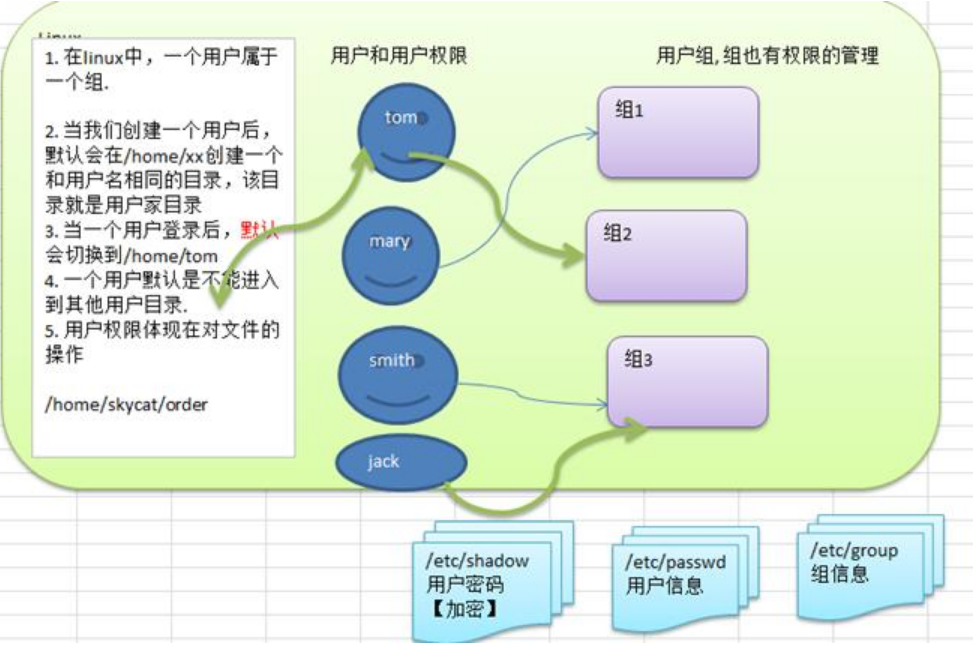 Linux
1. 在linux中，一个用户属于
一个组.
2. 当我们创建一个用户后，
默认会在/home/xx创建一个
和用户名相同的目录，该目
录就是用户家目录
3. 当一个用户登录后，默认
会切换到/home/tom
4. 一个用户默认是不能进入
到其他用户目录.
5. 用户权限体现在对文件的
操作
/home/skycat/order
用户和用户权限
tom
mary
smith
jack
用户组, 组也有权限的管理
组1
组2
组3
/etc/shadow
用户密码
【加密】
/etc/passwd
用户信息
/etc/group
组信息